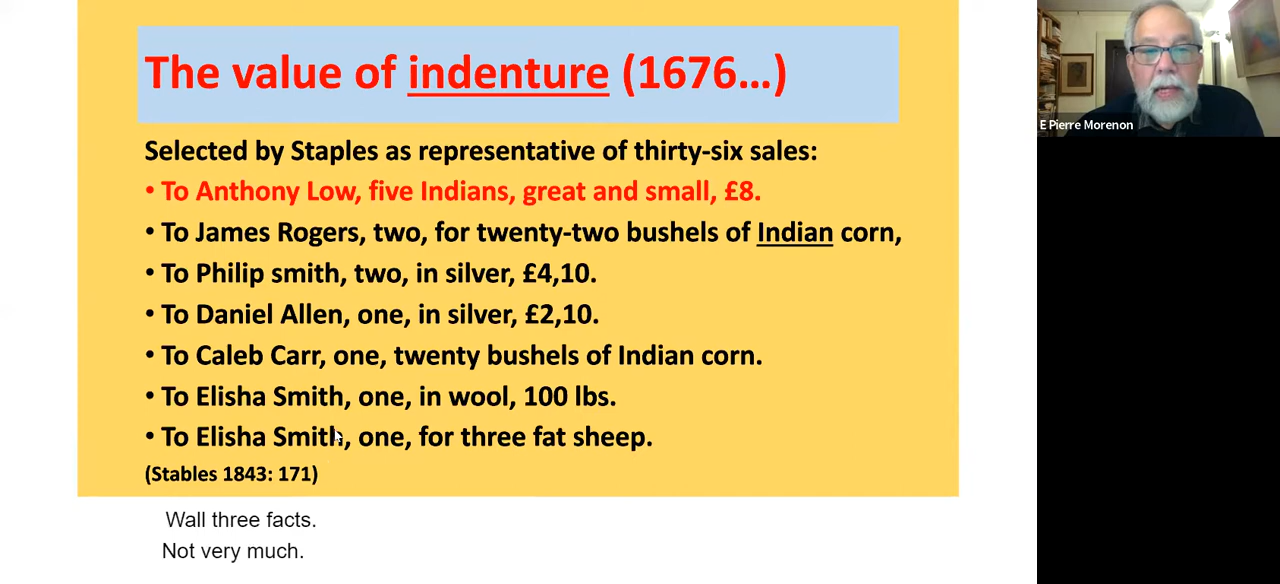 The value of indenture (1676...)
Selected by Staples as representative of thirty-six sales:
• To Anthony Low, five Indians, great and small, £8.
• To James Rogers, two, for twenty-two bushels of Indian corn,
• To Philip smith, two, in silver, £4,10.
• To Daniel Allen, one, in silver, £2,10.
• To Caleb Carr, one, twenty bushels of Indian corn.
• To Elisha Smith, one, in wool, 100 lbs.
• To Elisha Smith, one, for three fat sheep.
(Stables 1843: 171)
Wall three facts.
Not very much.
E Pierre Morenon